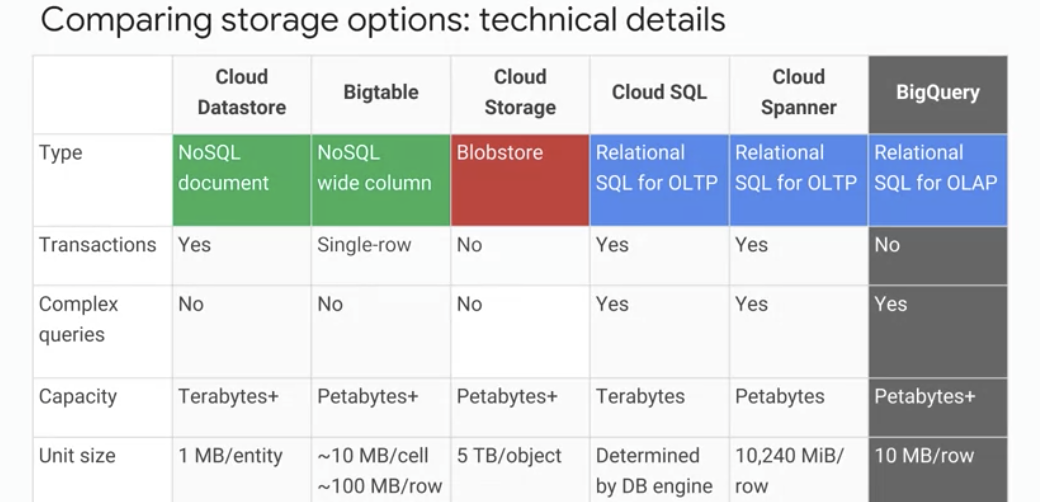 Comparing storage options: technical details
Cloud Datastore Bigtable Cloud Storage Cloud SQL Cloud Spanner BigQuery
Type NoSQL document NoSQL wide column Blobstore Relational SQL for OLTP Relational SQL for OLTP Relational SQL for OLAP
Transactions Yes Single-row No Yes Yes No
Complex queries No No No Yes Yes Yes
Capacity Terabytes+ Petabytes+ Petabytes+ Terabytes Petabytes Petabytes+
Unit size 1 MB/entity ~10 MB/cell ~100 MB/row 5 TB/object Determined by DB engine 10,240 MiB/ row 10 MB/row